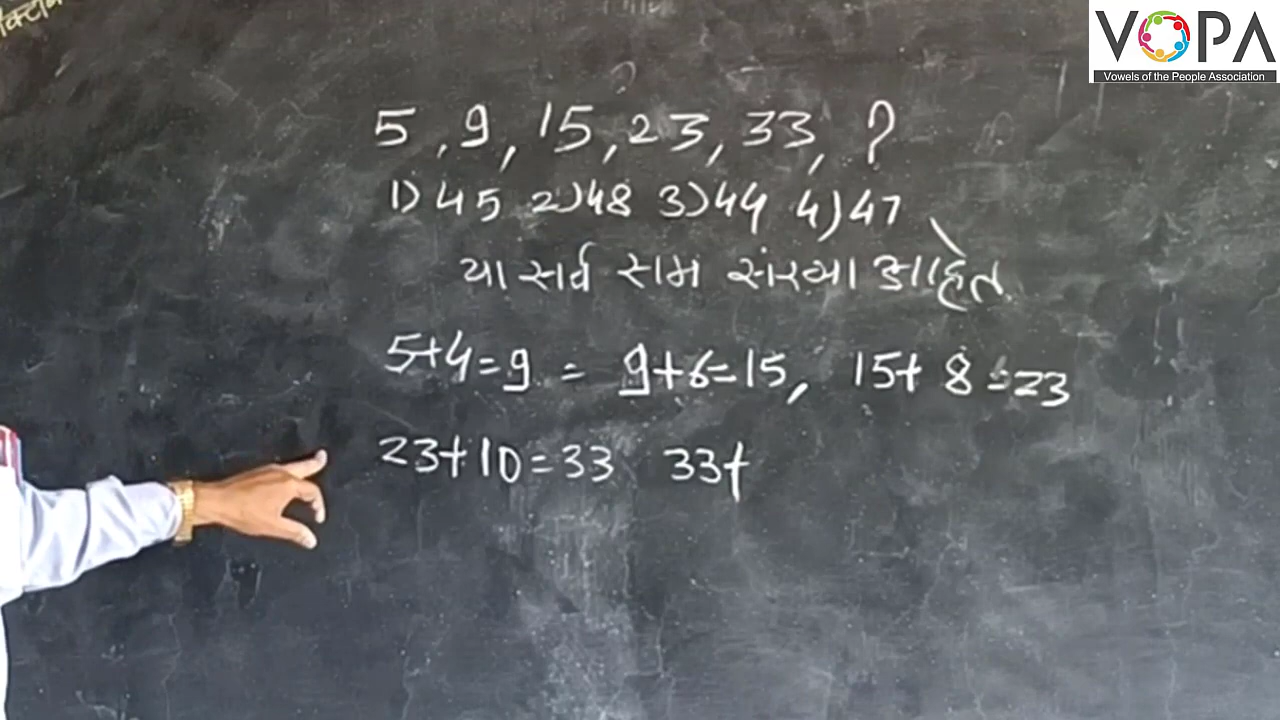 VOPA
Vowels of the People Association
5, 9, 15, 23, 33, ?
1) 45 2) 48 3) 44 4) 47
या सर्व सम संख्या आहेत.
5+4=9 = 9+6=15, 15+8=23
23+10=33 33+